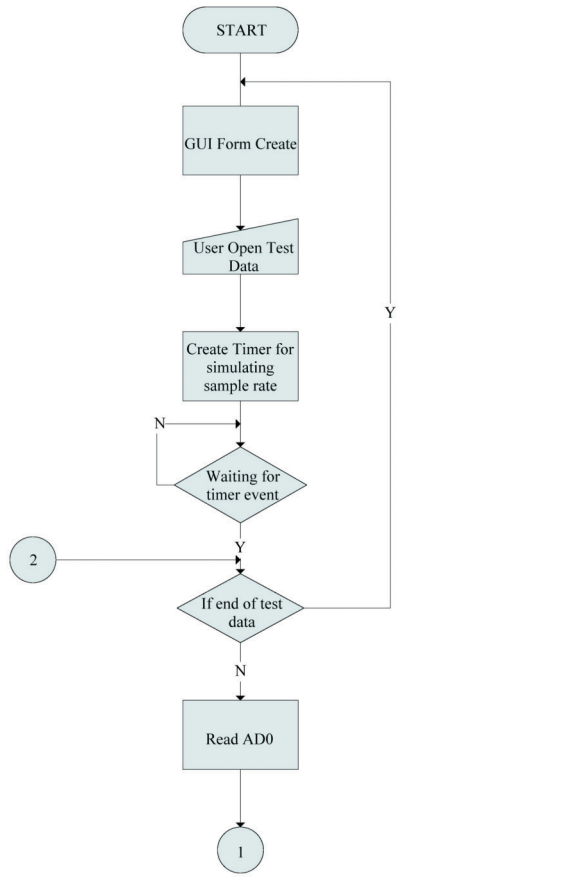 START
GUI Form Create
User Open Test
Data
Y
Create Timer for
simulating
sample rate
N
Waiting for
timer event
Y
2
If end of test
data
N
Read AD0
1